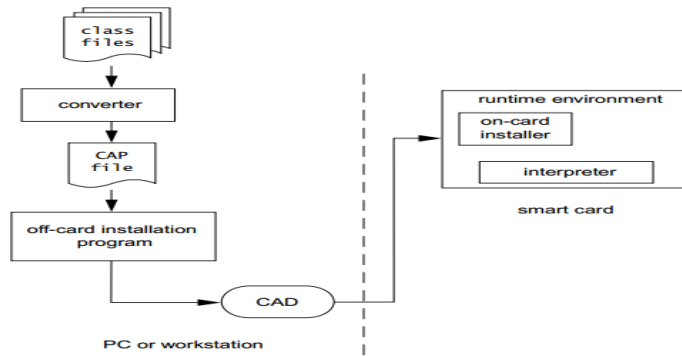 class
files
converter
CAP
file
off-card installation
program
CAD
PC or workstation
runtime environment
on-card
installer
interpreter
smart card